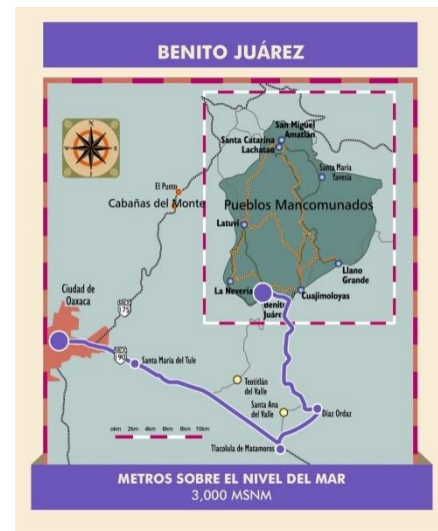 BENITO JUÁREZ
N
San Miguel
Amatlán
Santa Catarina
Lachatao
Santa María
Yavesía
El Punto
Cabañas del Monte
Pueblos Mancomunados
Latuvi
Llano
Grande
La Nevería
Cuajimoloyas
Benito
Juárez
Ciudad de
Oaxaca
175
190
Santa María del Tule
Teotitlán
del Valle
Santa Ana
del Valle
Díaz Ordaz
0km 2km 4km 6km 8km 10km
Tlacolula de Matamoros
METROS SOBRE EL NIVEL DEL MAR
3,000 MSNM